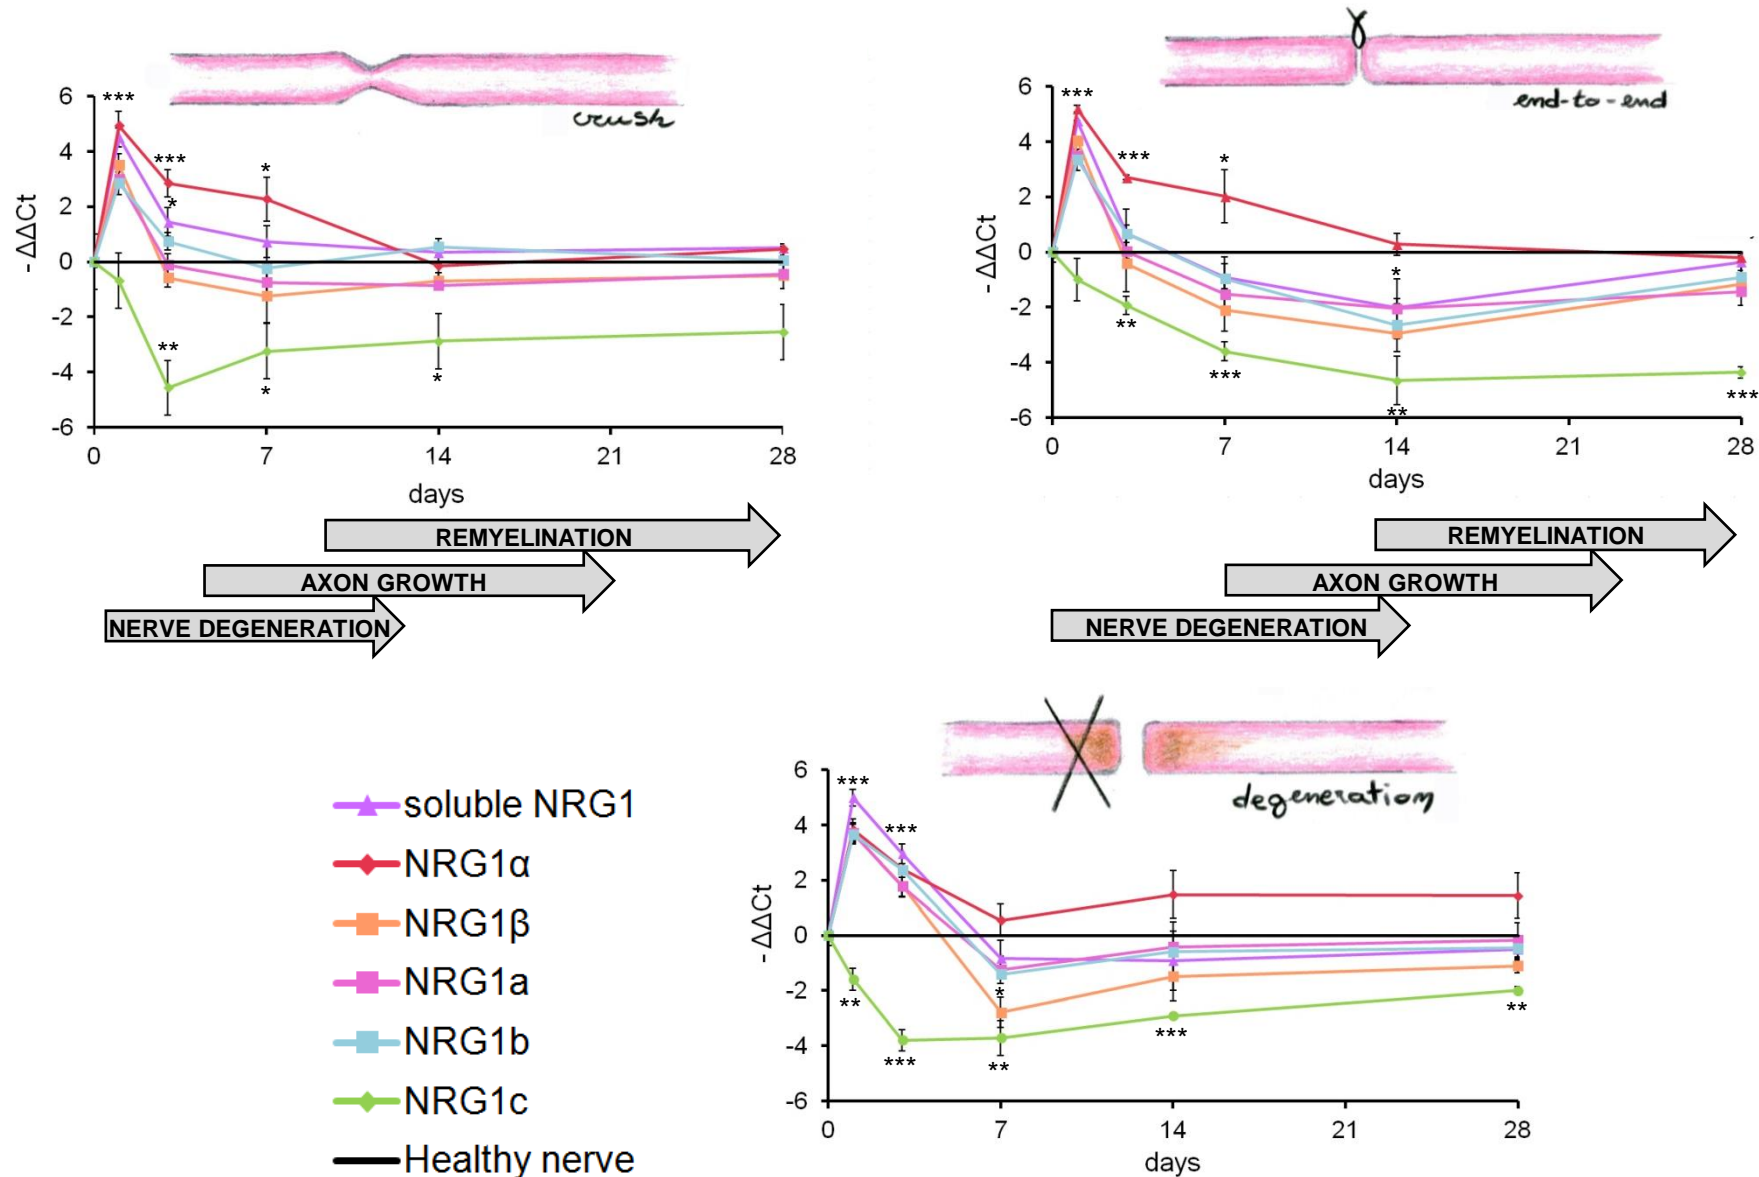 crush
6
4
2
0
-2
-4
-6
- ΔΔCt
***
***
*
*
**
*
*
0 7 14 21 28
days
REMYELINATION
AXON GROWTH
NERVE DEGENERATION
end-to-end
6
4
2
0
-2
-4
-6
- ΔΔCt
***
***
*
*
**
***
**
***
0 7 14 21 28
days
REMYELINATION
AXON GROWTH
NERVE DEGENERATION
soluble NRG1
NRG1α
NRG1β
NRG1a
NRG1b
NRG1c
Healthy nerve
degeneration
6
4
2
0
-2
-4
-6
- ΔΔCt
***
***
*
**
***
**
***
**
0 7 14 21 28
days